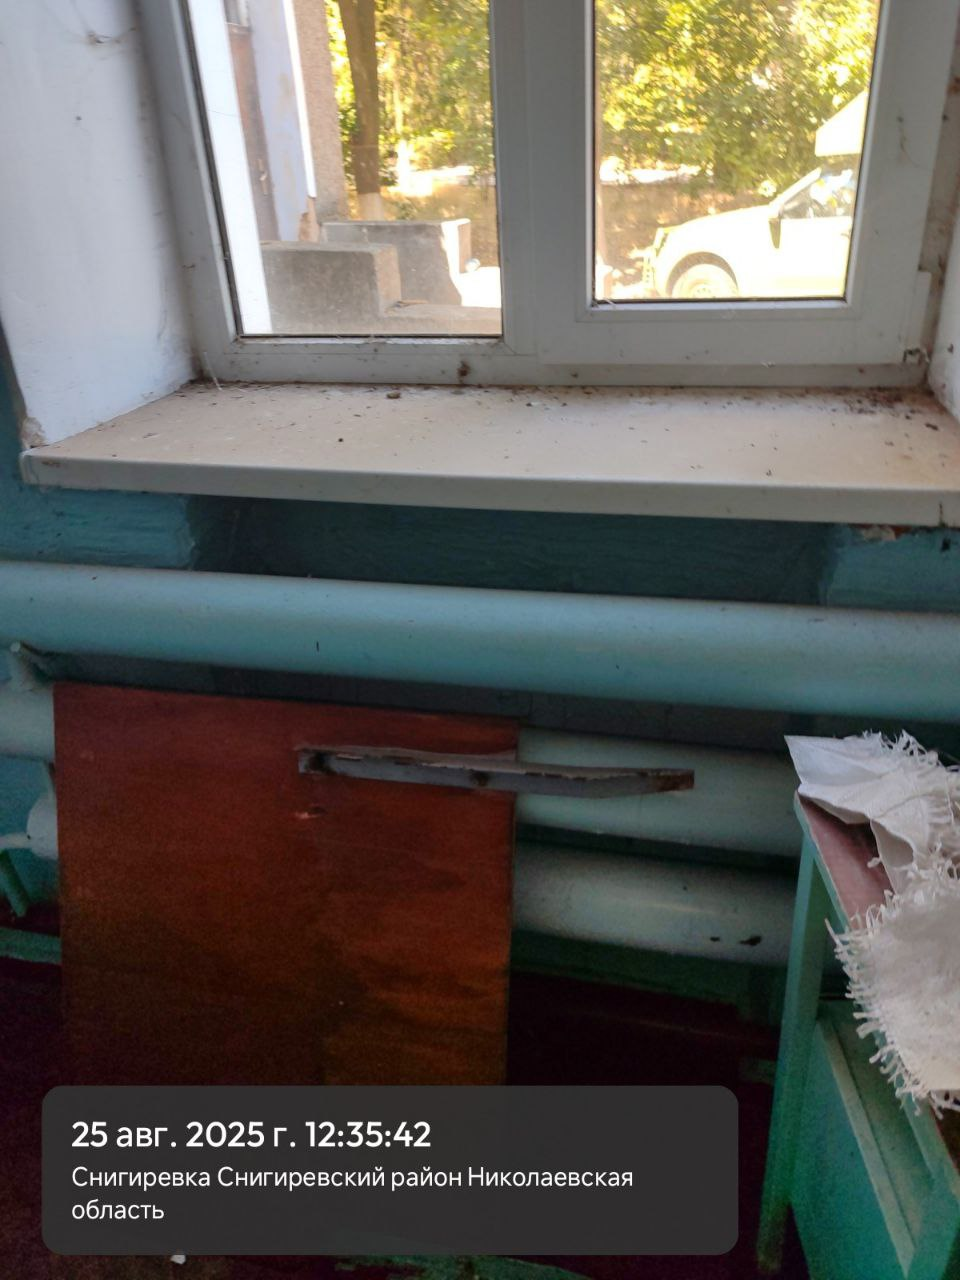 25 авг. 2025 г. 12:35:42
Снигиревка Снигиревский район Николаевская
область